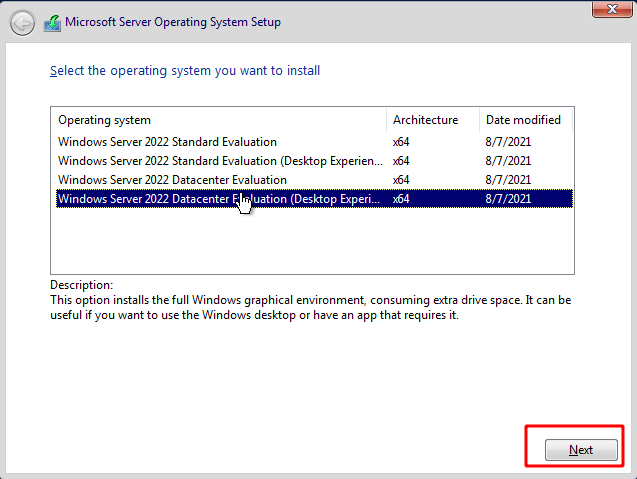 Microsoft Server Operating System Setup
Select the operating system you want to install
Operating system Architecture Date modified
Windows Server 2022 Standard Evaluation x64 8/7/2021
Windows Server 2022 Standard Evaluation (Desktop Experien... x64 8/7/2021
Windows Server 2022 Datacenter Evaluation x64 8/7/2021
Windows Server 2022 Datacenter Evaluation (Desktop Experi... x64 8/7/2021
Description:
This option installs the full Windows graphical environment, consuming extra drive space. It can be
useful if you want to use the Windows desktop or have an app that requires it.
Next